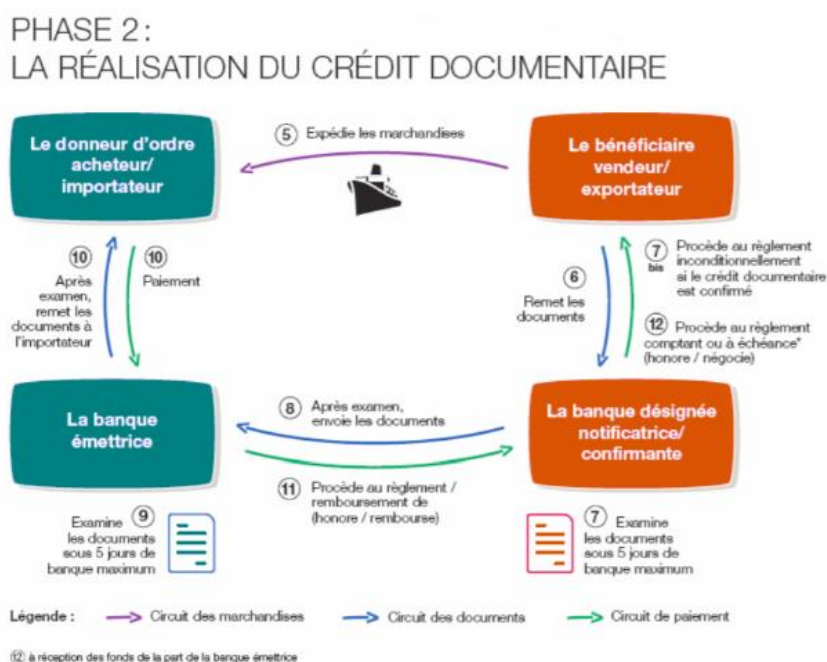 PHASE 2 :
LA RÉALISATION DU CRÉDIT DOCUMENTAIRE
Le donneur d'ordre
acheteur/
importateur
5 Expédie les marchandises
Le bénéficiaire
vendeur/
exportateur
10
Après
examen,
remet les
documents à
l'importateur
10
Paiement
6
Remet les
documents
7 bis Procède au règlement
inconditionnellement
si le crédit documentaire
est confirmé
12 Procède au règlement
comptant ou à échéance*
(honore / négocie)
La banque
émettrice
8 Après examen,
envoie les documents
11 Procède au règlement /
remboursement de
(honore / rembourse)
La banque désignée
notificatrice/
confirmante
Examine 9
les documents
sous 5 jours de
banque maximum
7 Examine
les documents
sous 5 jours de
banque maximum
Légende : Circuit des marchandises Circuit des documents Circuit de paiement
12 à réception des fonds de la part de la banque émettrice